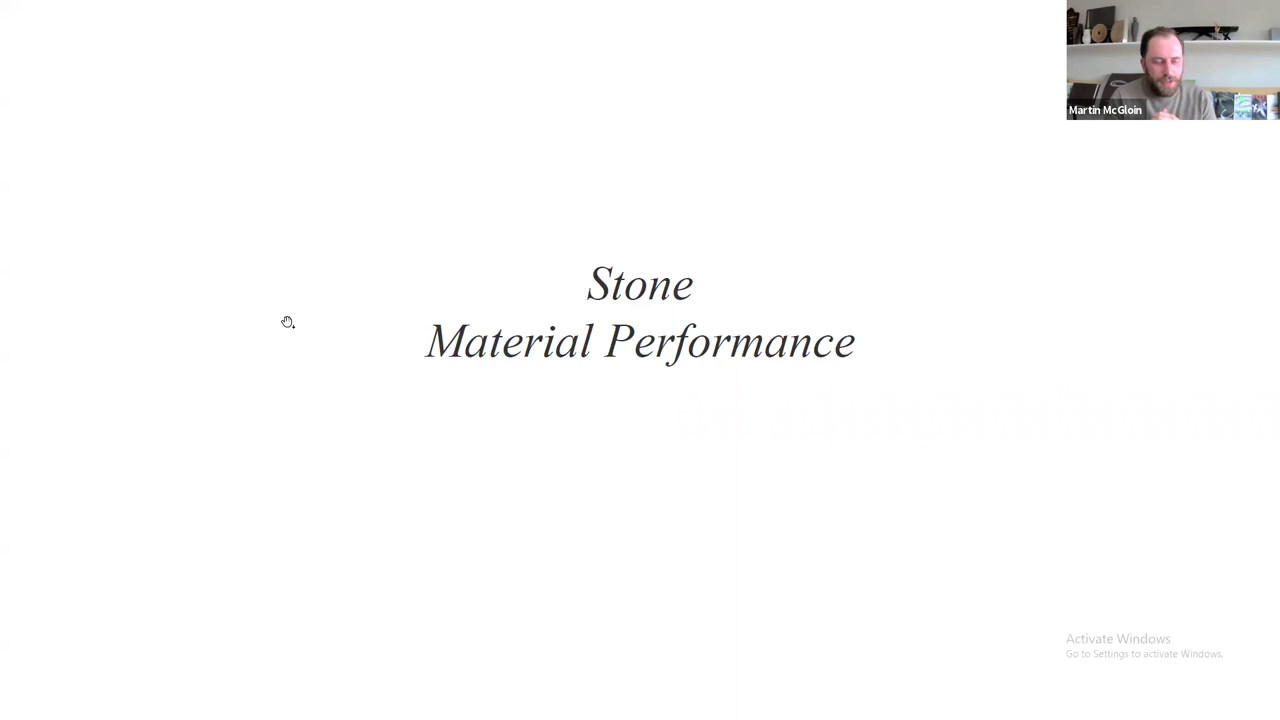 Martin McGloin
Stone
Material Performance
Activate Windows
Go to Settings to activate Windows.